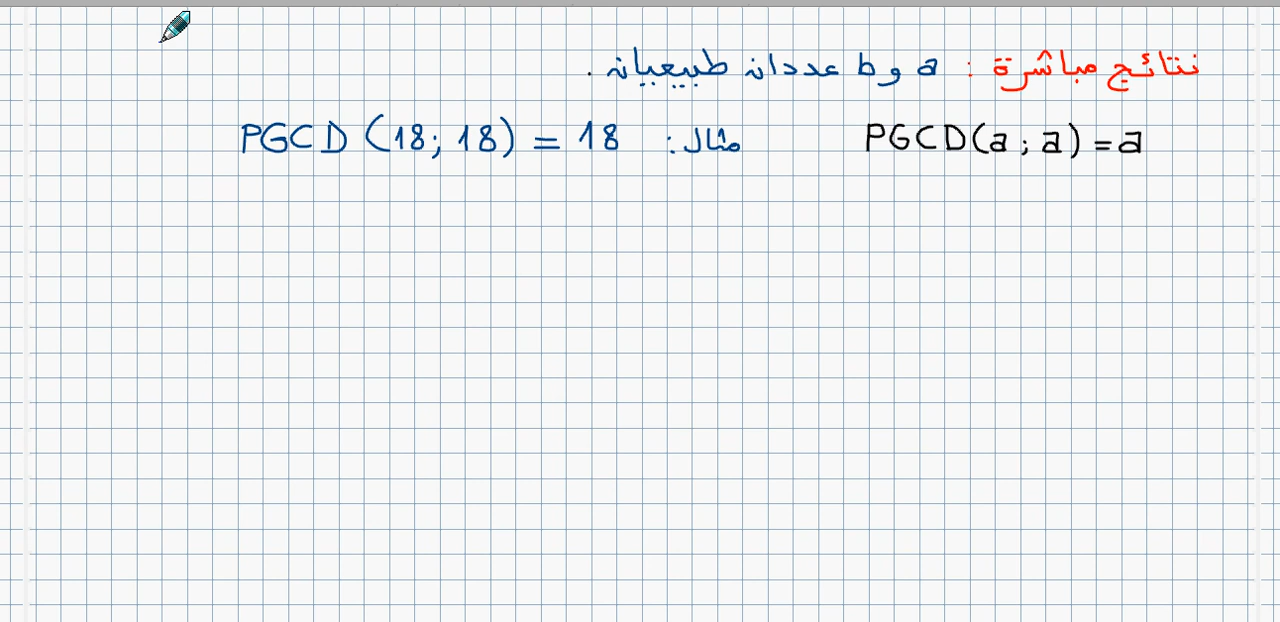 نتائج مباشرة : a و b عددان طبيعيان .
PGCD(a ; a) = a مثال: PGCD (18; 18) = 18